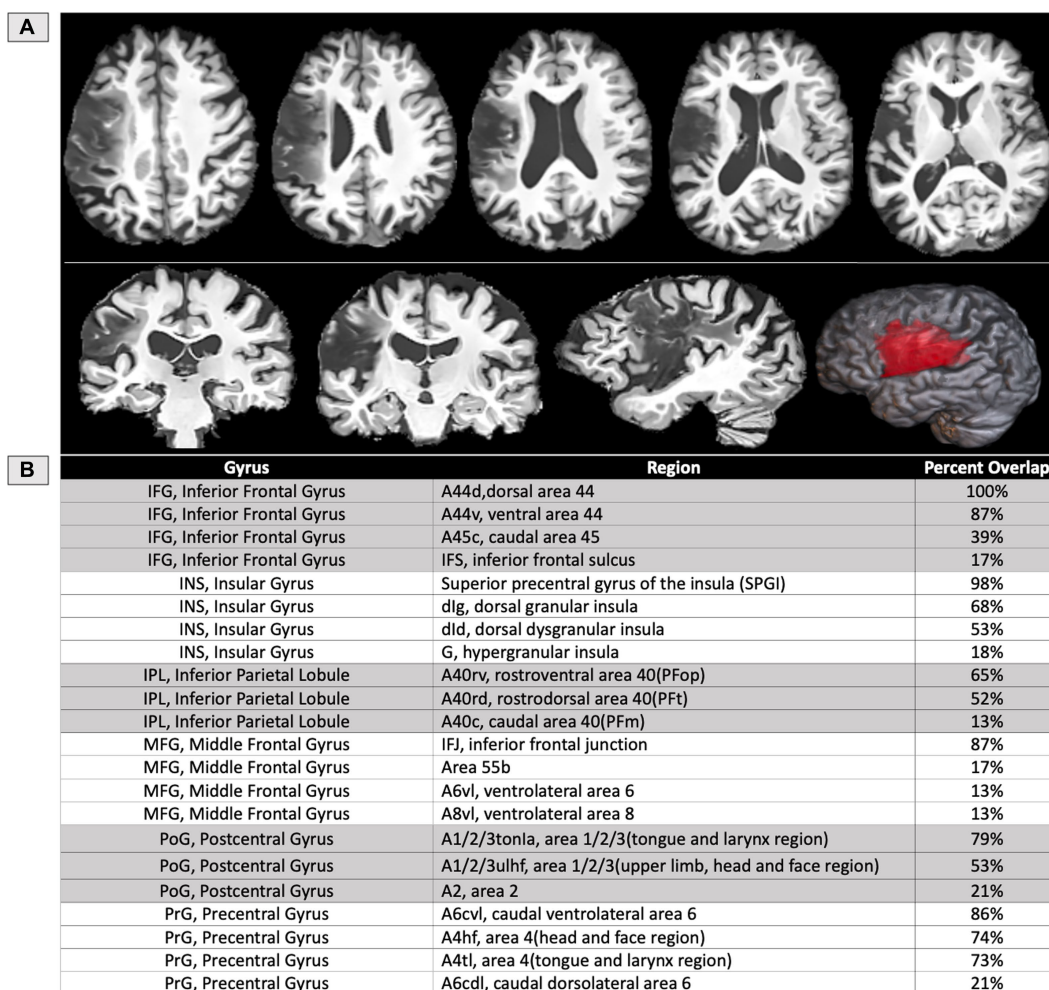 A
B
Gyrus Region Percent Overlap
IFG, Inferior Frontal Gyrus A44d,dorsal area 44 100%
IFG, Inferior Frontal Gyrus A44v, ventral area 44 87%
IFG, Inferior Frontal Gyrus A45c, caudal area 45 39%
IFG, Inferior Frontal Gyrus IFS, inferior frontal sulcus 17%
INS, Insular Gyrus Superior precentral gyrus of the insula (SPGI) 98%
INS, Insular Gyrus dIg, dorsal granular insula 68%
INS, Insular Gyrus dId, dorsal dysgranular insula 53%
INS, Insular Gyrus G, hypergranular insula 18%
IPL, Inferior Parietal Lobule A40rv, rostroventral area 40(PFop) 65%
IPL, Inferior Parietal Lobule A40rd, rostrodorsal area 40(PFt) 52%
IPL, Inferior Parietal Lobule A40c, caudal area 40(PFm) 13%
MFG, Middle Frontal Gyrus IFJ, inferior frontal junction 87%
MFG, Middle Frontal Gyrus Area 55b 17%
MFG, Middle Frontal Gyrus A6vl, ventrolateral area 6 13%
MFG, Middle Frontal Gyrus A8vl, ventrolateral area 8 13%
PoG, Postcentral Gyrus A1/2/3tonIa, area 1/2/3(tongue and larynx region) 79%
PoG, Postcentral Gyrus A1/2/3ulhf, area 1/2/3(upper limb, head and face region) 53%
PoG, Postcentral Gyrus A2, area 2 21%
PrG, Precentral Gyrus A6cvl, caudal ventrolateral area 6 86%
PrG, Precentral Gyrus A4hf, area 4(head and face region) 74%
PrG, Precentral Gyrus A4tl, area 4(tongue and larynx region) 73%
PrG, Precentral Gyrus A6cdl, caudal dorsolateral area 6 21%